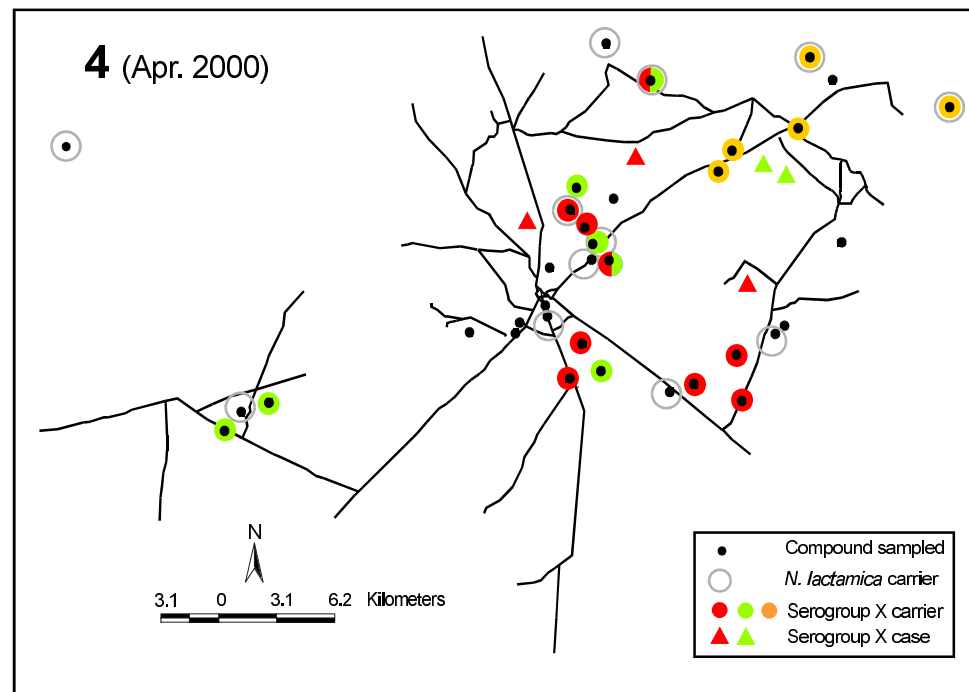 4 (Apr. 2000)
N
3.1 0 3.1 6.2 Kilometers
Compound sampled
N. lactamica carrier
Serogroup X carrier
Serogroup X case